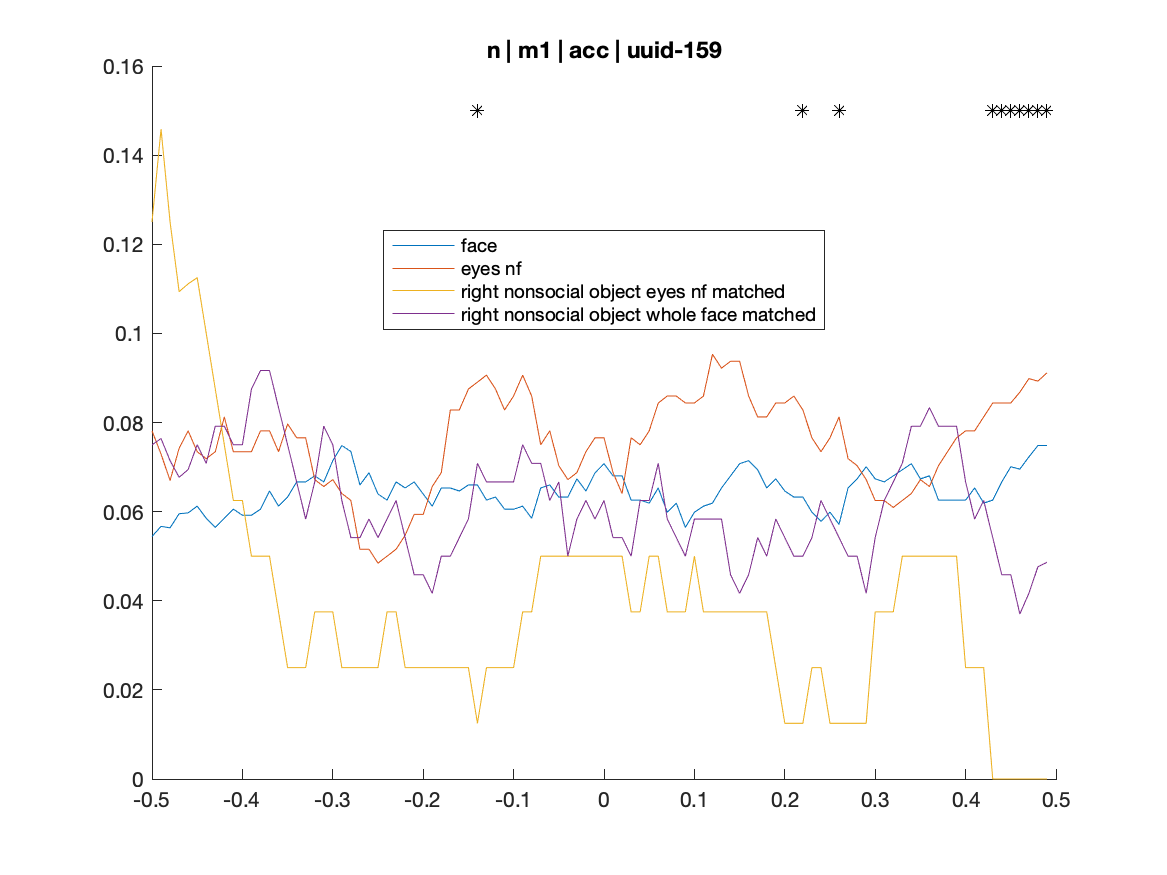 n | m1 | acc | uuid-159
0.16
0.14
0.12
0.1
0.08
0.06
0.04
0.02
0
face
eyes nf
right nonsocial object eyes nf matched
right nonsocial object whole face matched
-0.5 -0.4 -0.3 -0.2 -0.1 0 0.1 0.2 0.3 0.4 0.5